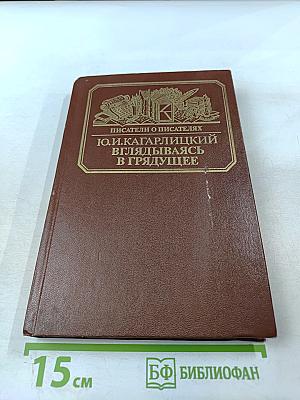 ПИСАТЕЛИ О ПИСАТЕЛЯХ
Ю.И.КАГАРЛИЦКИЙ
ВГЛЯДЫВАЯСЬ
В ГРЯДУЩЕЕ
15 см
БФ БИБЛИОФАН